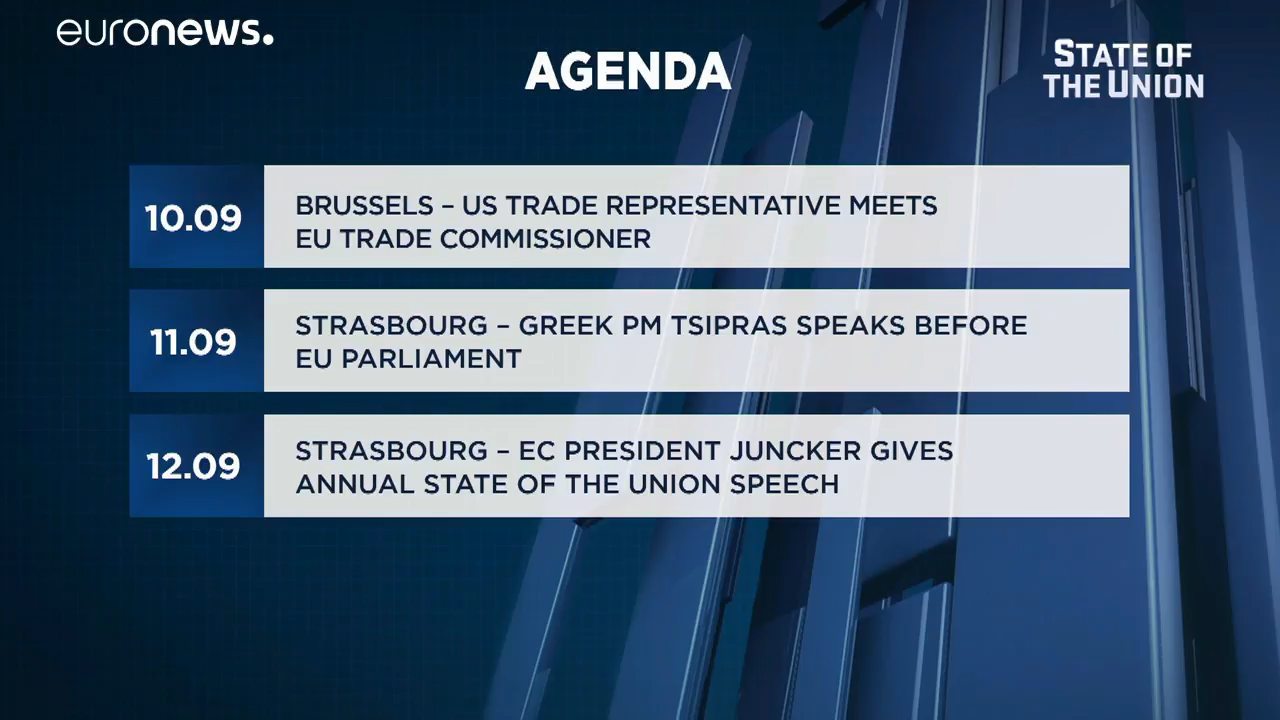 euronews.
AGENDA
STATE OF
THE UNION
10.09
BRUSSELS – US TRADE REPRESENTATIVE MEETS
EU TRADE COMMISSIONER
11.09
STRASBOURG – GREEK PM TSIPRAS SPEAKS BEFORE
EU PARLIAMENT
12.09
STRASBOURG – EC PRESIDENT JUNCKER GIVES
ANNUAL STATE OF THE UNION SPEECH